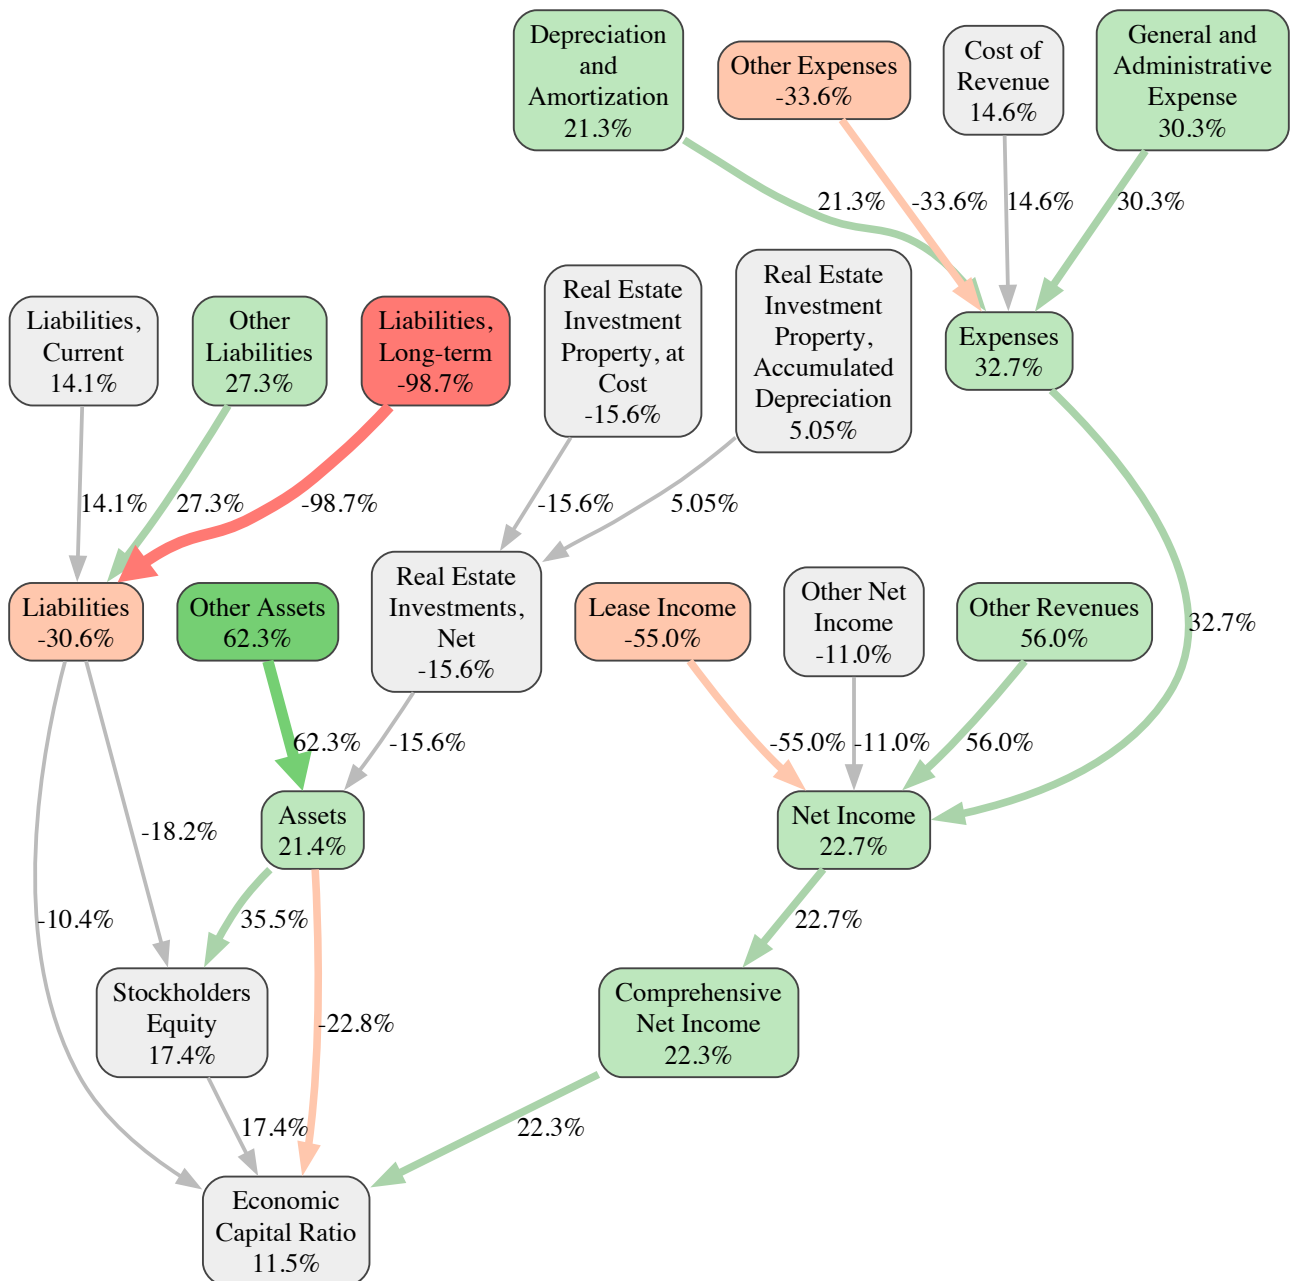 Depreciation
and
Amortization
21.3%
Other Expenses
-33.6%
Cost of
Revenue
14.6%
General and
Administrative
Expense
30.3%
21.3%
-33.6%
14.6%
30.3%
Liabilities,
Current
14.1%
Other
Liabilities
27.3%
Liabilities,
Long-term
-98.7%
Real Estate
Investment
Property, at
Cost
-15.6%
Real Estate
Investment
Property,
Accumulated
Depreciation
5.05%
Expenses
32.7%
14.1%
27.3%
-98.7%
-15.6%
5.05%
Liabilities
-30.6%
Other Assets
62.3%
Real Estate
Investments,
Net
-15.6%
Lease Income
-55.0%
Other Net
Income
-11.0%
Other Revenues
56.0%
32.7%
62.3%
-15.6%
-55.0%
-11.0%
56.0%
-18.2%
Assets
21.4%
Net Income
22.7%
-10.4%
35.5%
22.7%
Stockholders
Equity
17.4%
-22.8%
Comprehensive
Net Income
22.3%
17.4%
22.3%
Economic
Capital Ratio
11.5%